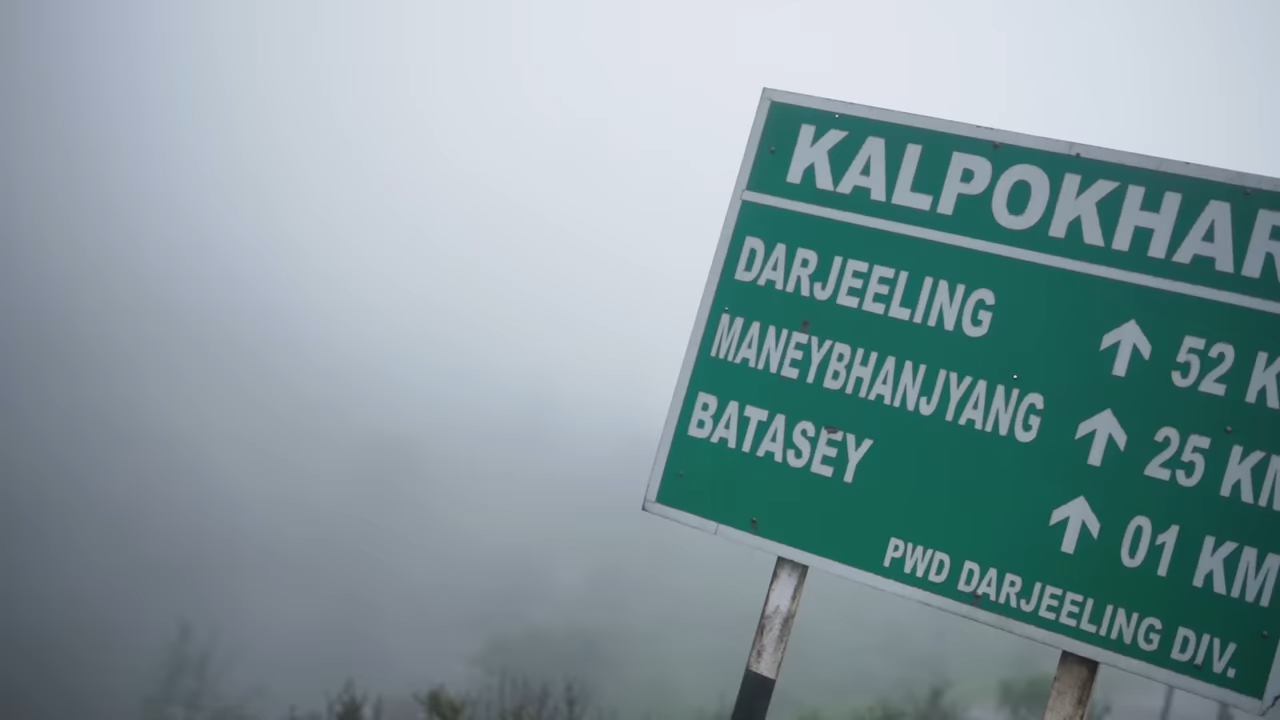 KALPOKHAR
DARJEELING ↑ 52 K
MANEYBHANJYANG ↑ 25 KM
BATASEY ↑ 01 KM
PWD DARJEELING DIV.